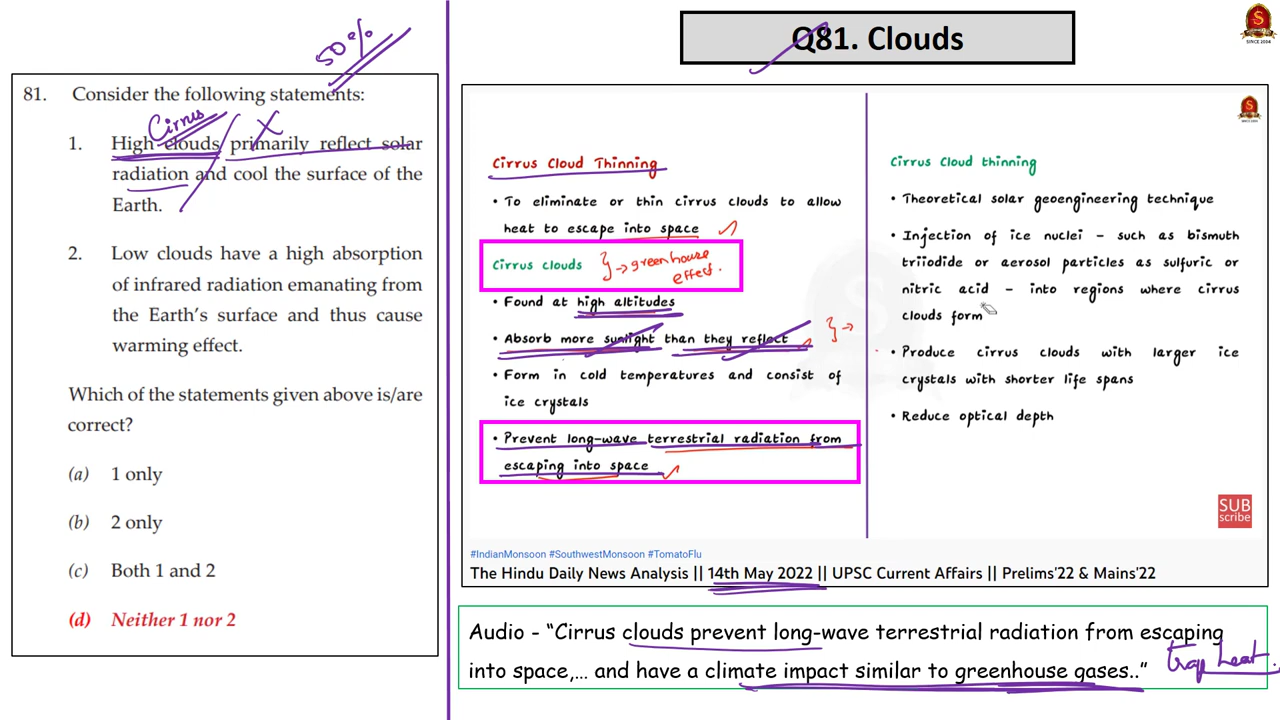 Q81. Clouds
SINCE 2004
50%
81. Consider the following statements:
Cirrus
1. High clouds primarily reflect solar
radiation and cool the surface of the
Earth.
2. Low clouds have a high absorption
of infrared radiation emanating from
the Earth's surface and thus cause
warming effect.
Which of the statements given above is/are
correct?
(a) 1 only
(b) 2 only
(c) Both 1 and 2
(d) Neither 1 nor 2
Cirrus Cloud Thinning
• To eliminate or thin cirrus clouds to allow
heat to escape into space
Cirrus clouds
greenhouse
effect.
• Found at high altitudes
• Absorb more sunlight than they reflect
• Form in cold temperatures and consist of
ice crystals
• Prevent long-wave terrestrial radiation from
escaping into space
Cirrus Cloud thinning
• Theoretical solar geoengineering technique
• Injection of ice nuclei - such as bismuth
triiodide or aerosol particles as sulfuric or
nitric acid - into regions where cirrus
clouds form
• Produce cirrus clouds with larger ice
crystals with shorter life spans
• Reduce optical depth
SUB
scribe
#IndianMonsoon #SouthwestMonsoon #TomatoFlu
The Hindu Daily News Analysis || 14th May 2022 || UPSC Current Affairs || Prelims'22 & Mains'22
Audio - "Cirrus clouds prevent long-wave terrestrial radiation from escaping
into space,... and have a climate impact similar to greenhouse gases.."
trap heat.